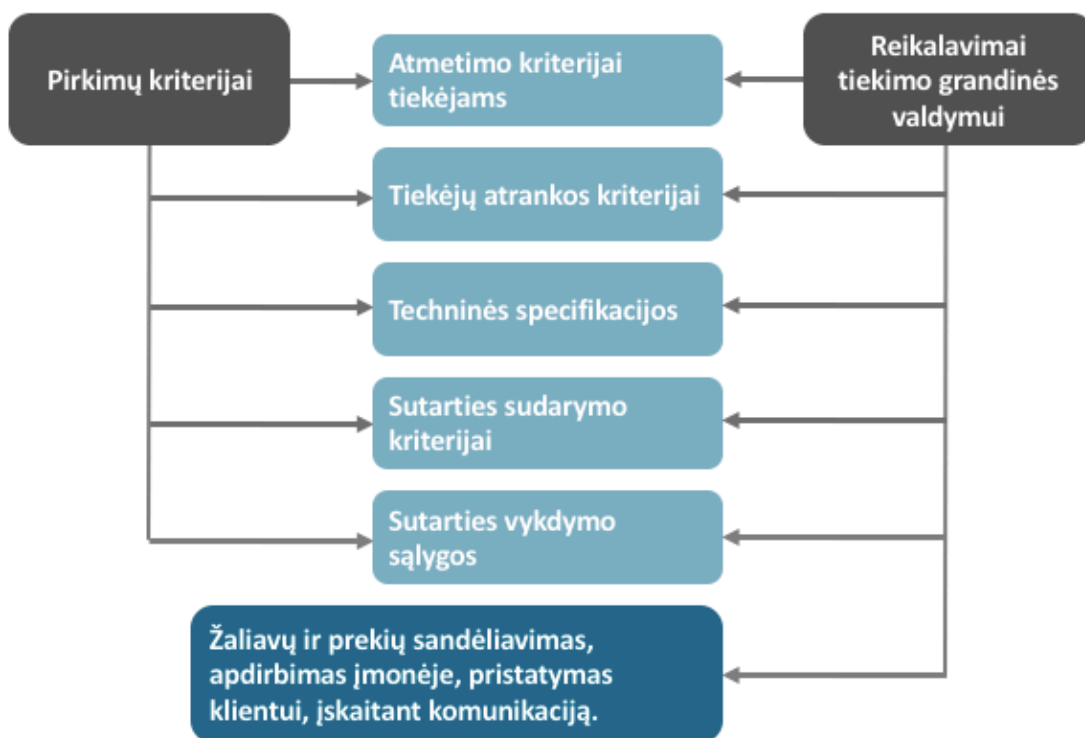 Pirkimų kriterijai
Atmetimo kriterijai
tiekėjams
Reikalavimai
tiekimo grandinės
valdymui
Tiekėjų atrankos kriterijai
Techninės specifikacijos
Sutarties sudarymo
kriterijai
Sutarties vykdymo
sąlygos
Žaliavų ir prekių sandėliavimas,
apdirbimas įmonėje, pristatymas
klientui, įskaitant komunikaciją.